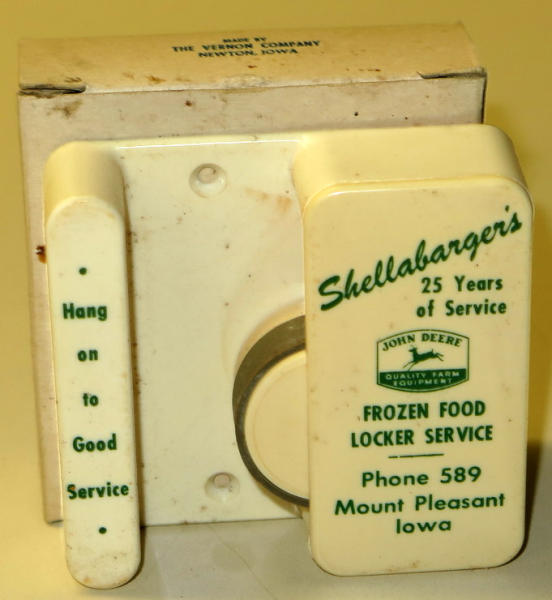 MADE BY
THE VERNON COMPANY
NEWTON, IOWA
• Hang
on
to
Good
Service •
Shellabarger's
25 Years
of Service
JOHN DEERE
QUALITY FARM
EQUIPMENT
FROZEN FOOD
LOCKER SERVICE
Phone 589
Mount Pleasant
Iowa